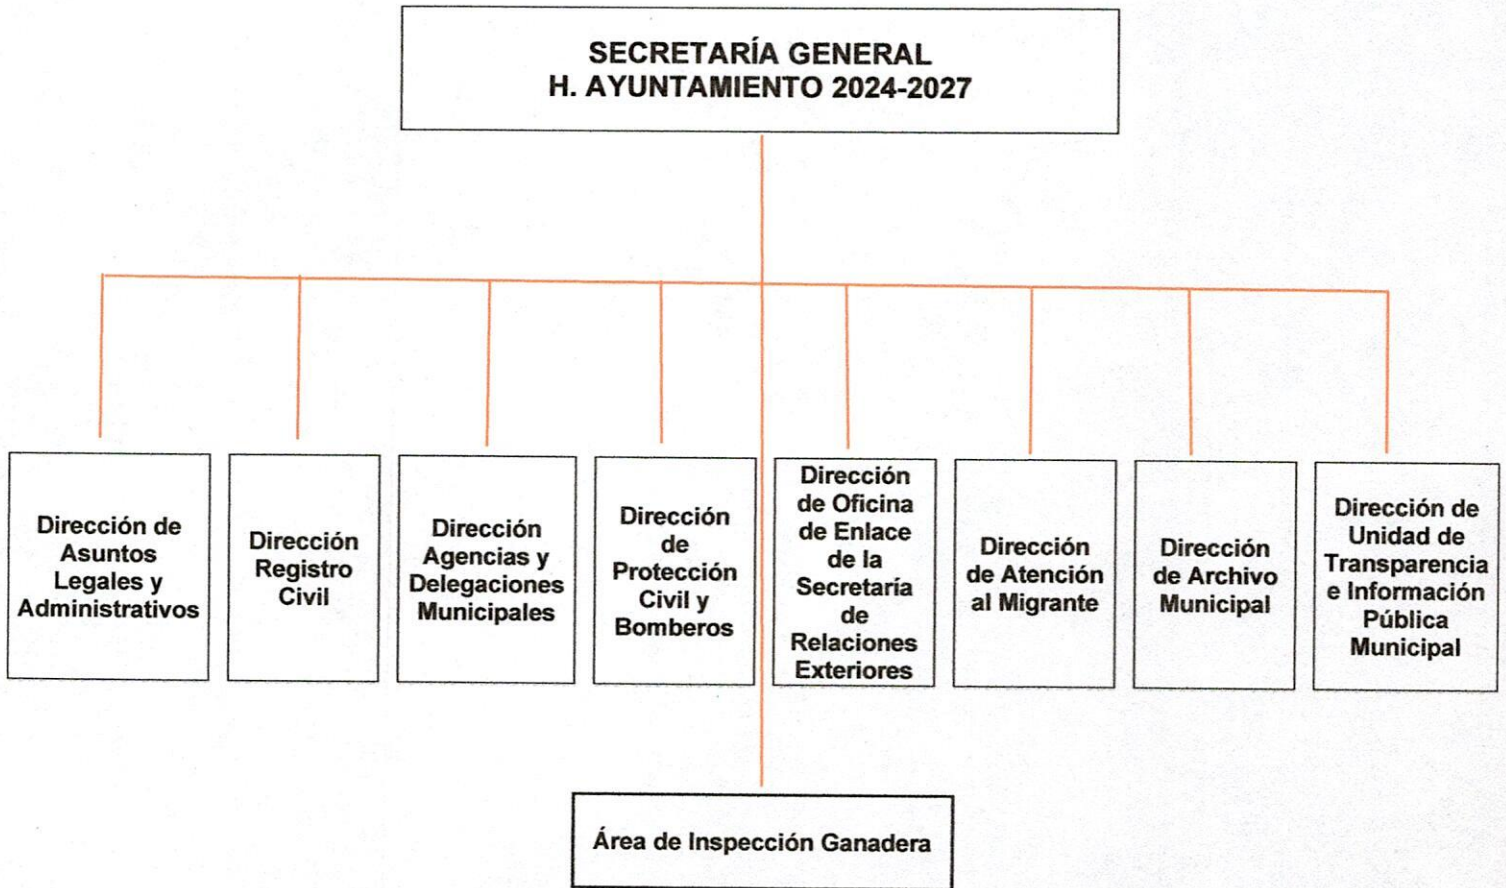 SECRETARÍA GENERAL
H. AYUNTAMIENTO 2024-2027
Dirección de
Asuntos
Legales y
Administrativos
Dirección
Registro
Civil
Dirección
Agencias y
Delegaciones
Municipales
Dirección
de
Protección
Civil y
Bomberos
Dirección
de Oficina
de Enlace
de la
Secretaría
de
Relaciones
Exteriores
Dirección
de Atención
al Migrante
Dirección
de Archivo
Municipal
Dirección de
Unidad de
Transparencia
e Información
Pública
Municipal
Área de Inspección Ganadera